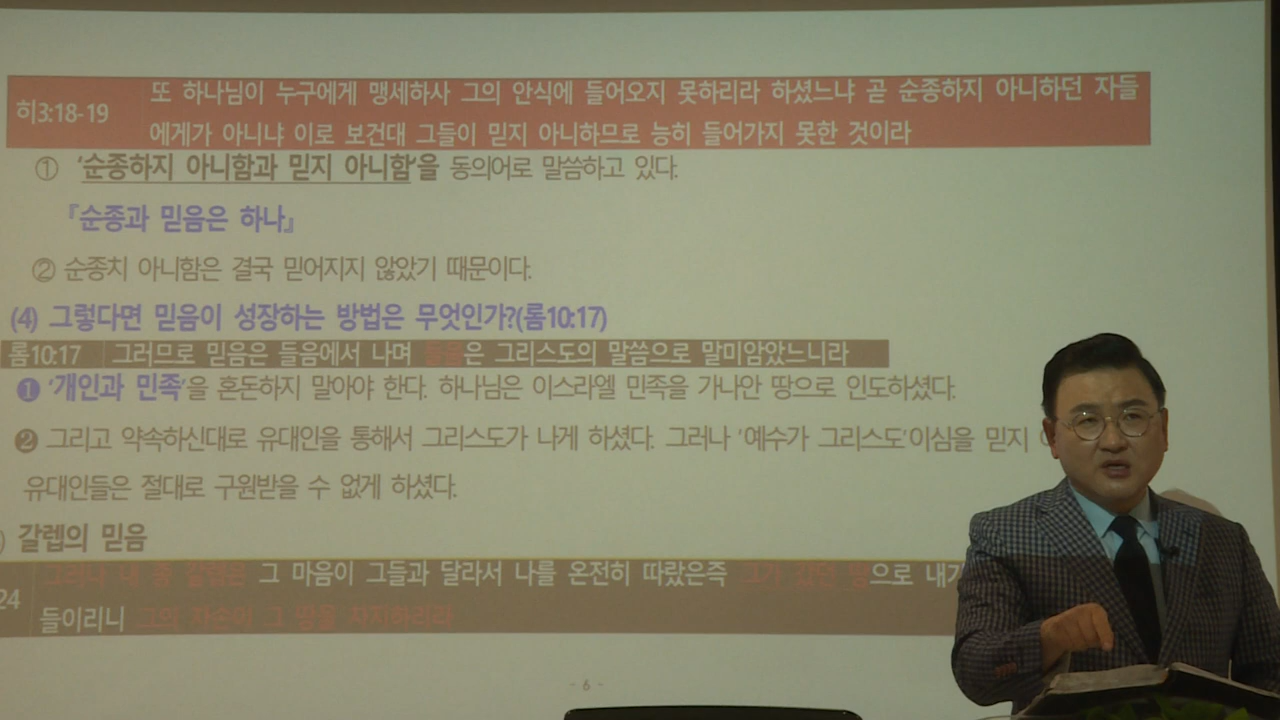 또 하나님이 누구에게 맹세하사 그의 안식에 들어오지 못하리라 하셨느냐 곧 순종하지 아니하던 자들
히3:18-19
에게가 아니냐 이로 보건대 그들이 믿지 아니하므로 능히 들어가지 못한 것이라
① '순종하지 아니함과 믿지 아니함'을 동의어로 말씀하고 있다.
『순종과 믿음은 하나』
② 순종치 아니함은 결국 믿어지지 않았기 때문이다.
(4) 그렇다면 믿음이 성장하는 방법은 무엇인가?(롬10:17)
롬10:17 그러므로 믿음은 들음에서 나며 들음은 그리스도의 말씀으로 말미암았느니라
❶ '개인과 민족'을 혼돈하지 말아야 한다. 하나님은 이스라엘 민족을 가나안 땅으로 인도하셨다.
❷ 그리고 약속하신대로 유대인을 통해서 그리스도가 나게 하셨다. 그러나 '예수가 그리스도'이심을 믿지
유대인들은 절대로 구원받을 수 없게 하셨다.
) 갈렙의 믿음
그러나 내 종 갈렙은 그 마음이 그들과 달라서 나를 온전히 따랐은즉 그가 갔던 땅으로 내가
24
들이리니 그의 자손이 그 땅을 차지하리라
- 6 -